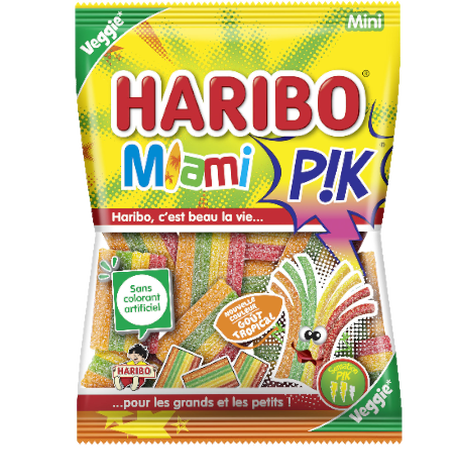 Veggie*
Mini
HARIBO®
Miami
P!K®
Haribo, c'est beau la vie...
Sans
colorant
artificiel
NOUVELLE
COULEUR
GOÛT
TROPICAL
HARIBO
PIK
...pour les grands et les petits !
Veggie*